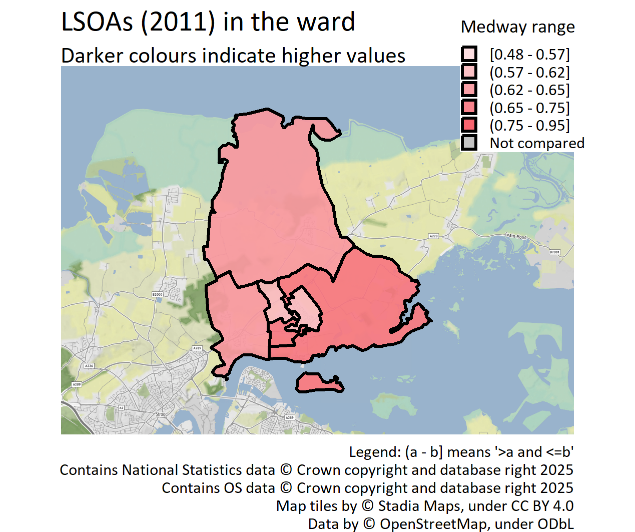 LSOAs (2011) in the ward
Darker colours indicate higher values
Medway range
[0.48 - 0.57]
(0.57 - 0.62]
(0.62 - 0.65]
(0.65 - 0.75]
(0.75 - 0.95]
Not compared
Legend: (a - b] means '>a and <=b'
Contains National Statistics data © Crown copyright and database right 2025
Contains OS data © Crown copyright and database right 2025
Map tiles by © Stadia Maps, under CC BY 4.0
Data by © OpenStreetMap, under ODbL